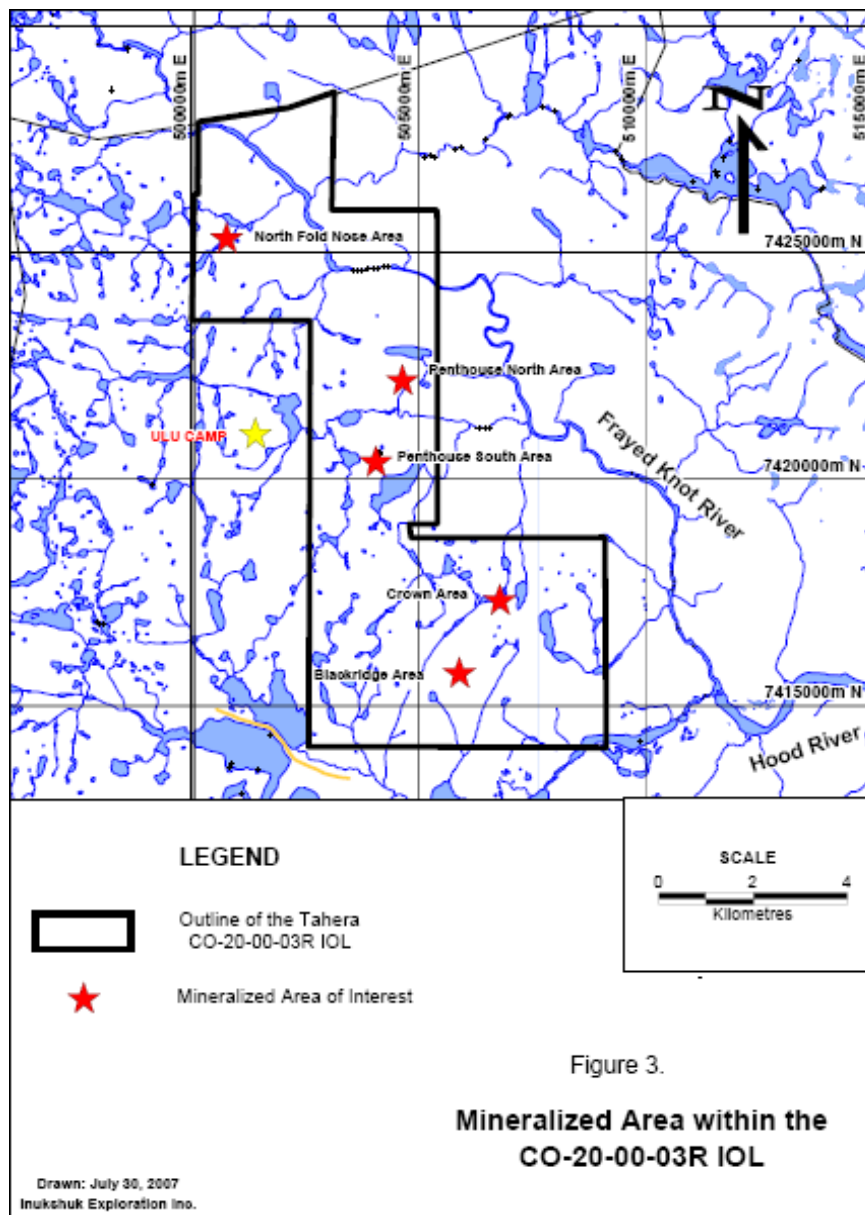 500000m E
505000m E
510000m E
515000m E
N
North Fold Nose Area
7425000m N
Penthouse North Area
ULU CAMP
Penthouse South Area
7420000m N
Frayed Knot River
Crown Area
Blackridge Area
7415000m N
Hood River
LEGEND
Outline of the Tahera
CO-20-00-03R IOL
Mineralized Area of Interest
SCALE
0 2 4
Kilometres
Figure 3.
Mineralized Area within the
CO-20-00-03R IOL
Drawn: July 30, 2007
Inukshuk Exploration Inc.